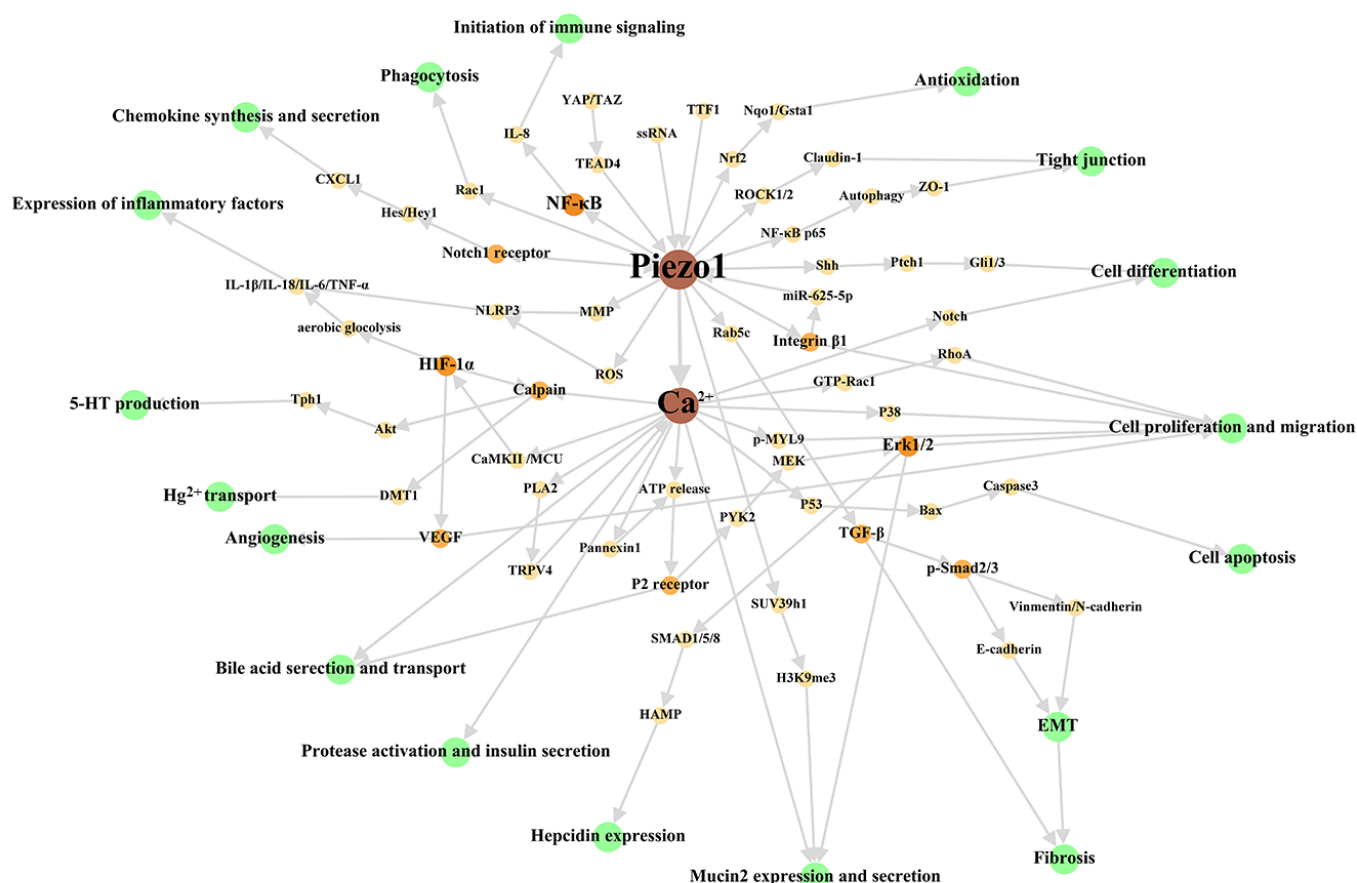 Initiation of immune signaling
Phagocytosis
Antioxidation
YAP/TAZ
TTF1
Nqo1/Gsta1
Chemokine synthesis and secretion
IL-8
ssRNA
TEAD4
Nrf2
Claudin-1
Tight junction
CXCL1
Rac1
ROCK1/2
Autophagy
ZO-1
Expression of inflammatory factors
Hes/Hey1
NF-κB
NF-κB p65
Notch1 receptor
Piezo1
Shh
Ptch1
Gli1/3
Cell differentiation
IL-1β/IL-18/IL-6/TNF-α
miR-625-5p
NLRP3
MMP
Notch
aerobic glocolysis
Rab5c
Integrin β1
RhoA
HIF-1α
ROS
GTP-Rac1
Calpain
5-HT production
Tph1
Ca2+
P38
Akt
p-MYL9
Erk1/2
Cell proliferation and migration
CaMKII /MCU
MEK
Hg2+ transport
DMT1
PLA2
ATP release
P53
Caspase3
Bax
PYK2
Angiogenesis
VEGF
Pannexin1
TGF-β
Cell apoptosis
TRPV4
P2 receptor
p-Smad2/3
SUV39h1
Vinmentin/N-cadherin
SMAD1/5/8
E-cadherin
Bile acid serection and transport
H3K9me3
HAMP
EMT
Protease activation and insulin secretion
Hepcidin expression
Fibrosis
Mucin2 expression and secretion